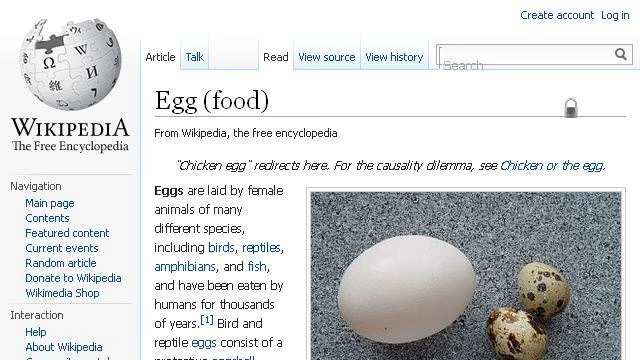 Create account Log in
Article Talk Read View source View history Search
Egg (food)
WIKIPEDIA
The Free Encyclopedia
From Wikipedia, the free encyclopedia
"Chicken egg" redirects here. For the causality dilemma, see Chicken or the egg.
Navigation
Main page
Contents
Featured content
Current events
Random article
Donate to Wikipedia
Wikimedia Shop
Interaction
Help
About Wikipedia
Eggs are laid by female
animals of many
different species,
including birds, reptiles,
amphibians, and fish,
and have been eaten by
humans for thousands
of years.[1] Bird and
reptile eggs consist of a